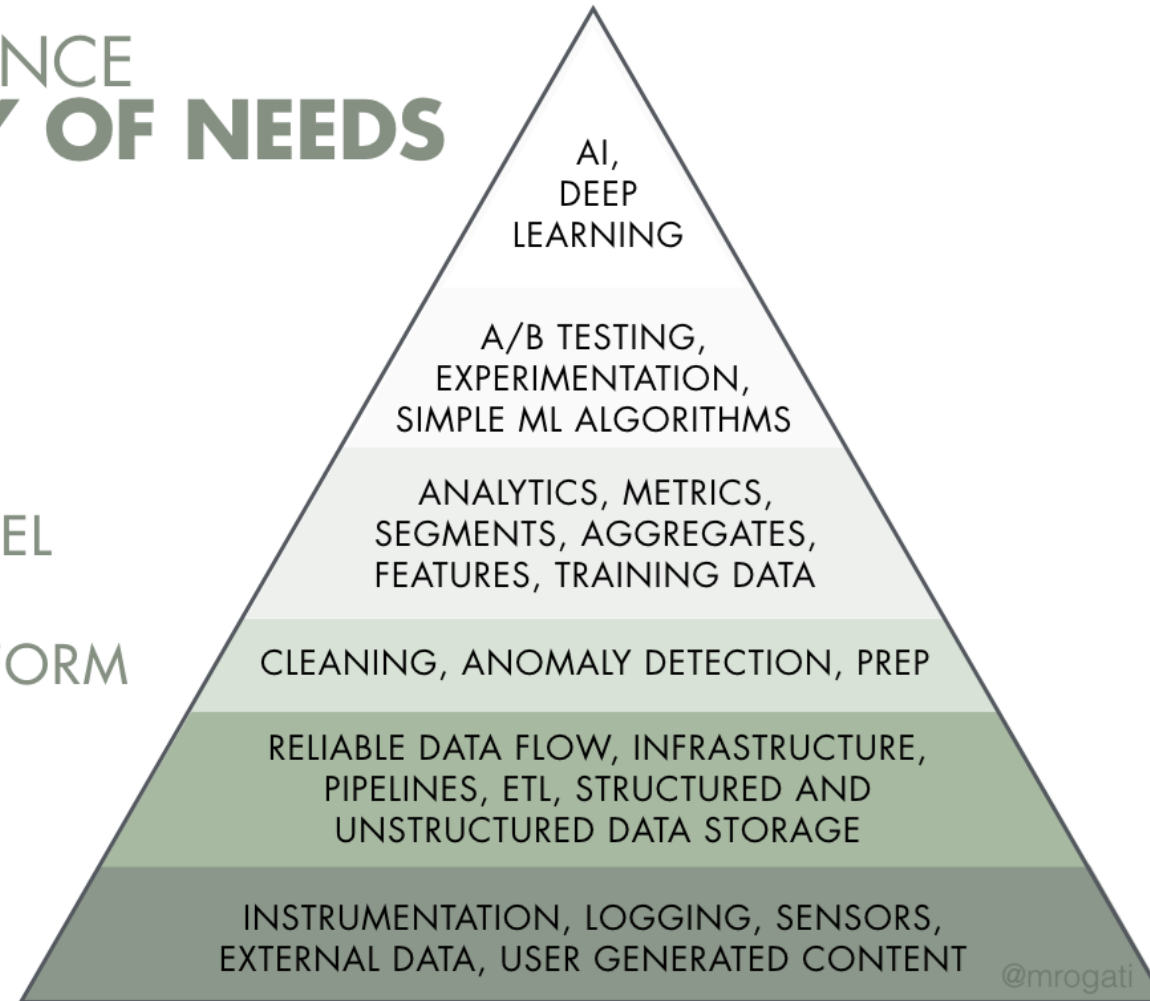 NCE
Y OF NEEDS
AI,
DEEP
LEARNING
A/B TESTING,
EXPERIMENTATION,
SIMPLE ML ALGORITHMS
ANALYTICS, METRICS,
SEGMENTS, AGGREGATES,
FEATURES, TRAINING DATA
EL
ORM
CLEANING, ANOMALY DETECTION, PREP
RELIABLE DATA FLOW, INFRASTRUCTURE,
PIPELINES, ETL, STRUCTURED AND
UNSTRUCTURED DATA STORAGE
INSTRUMENTATION, LOGGING, SENSORS,
EXTERNAL DATA, USER GENERATED CONTENT
@mrogati